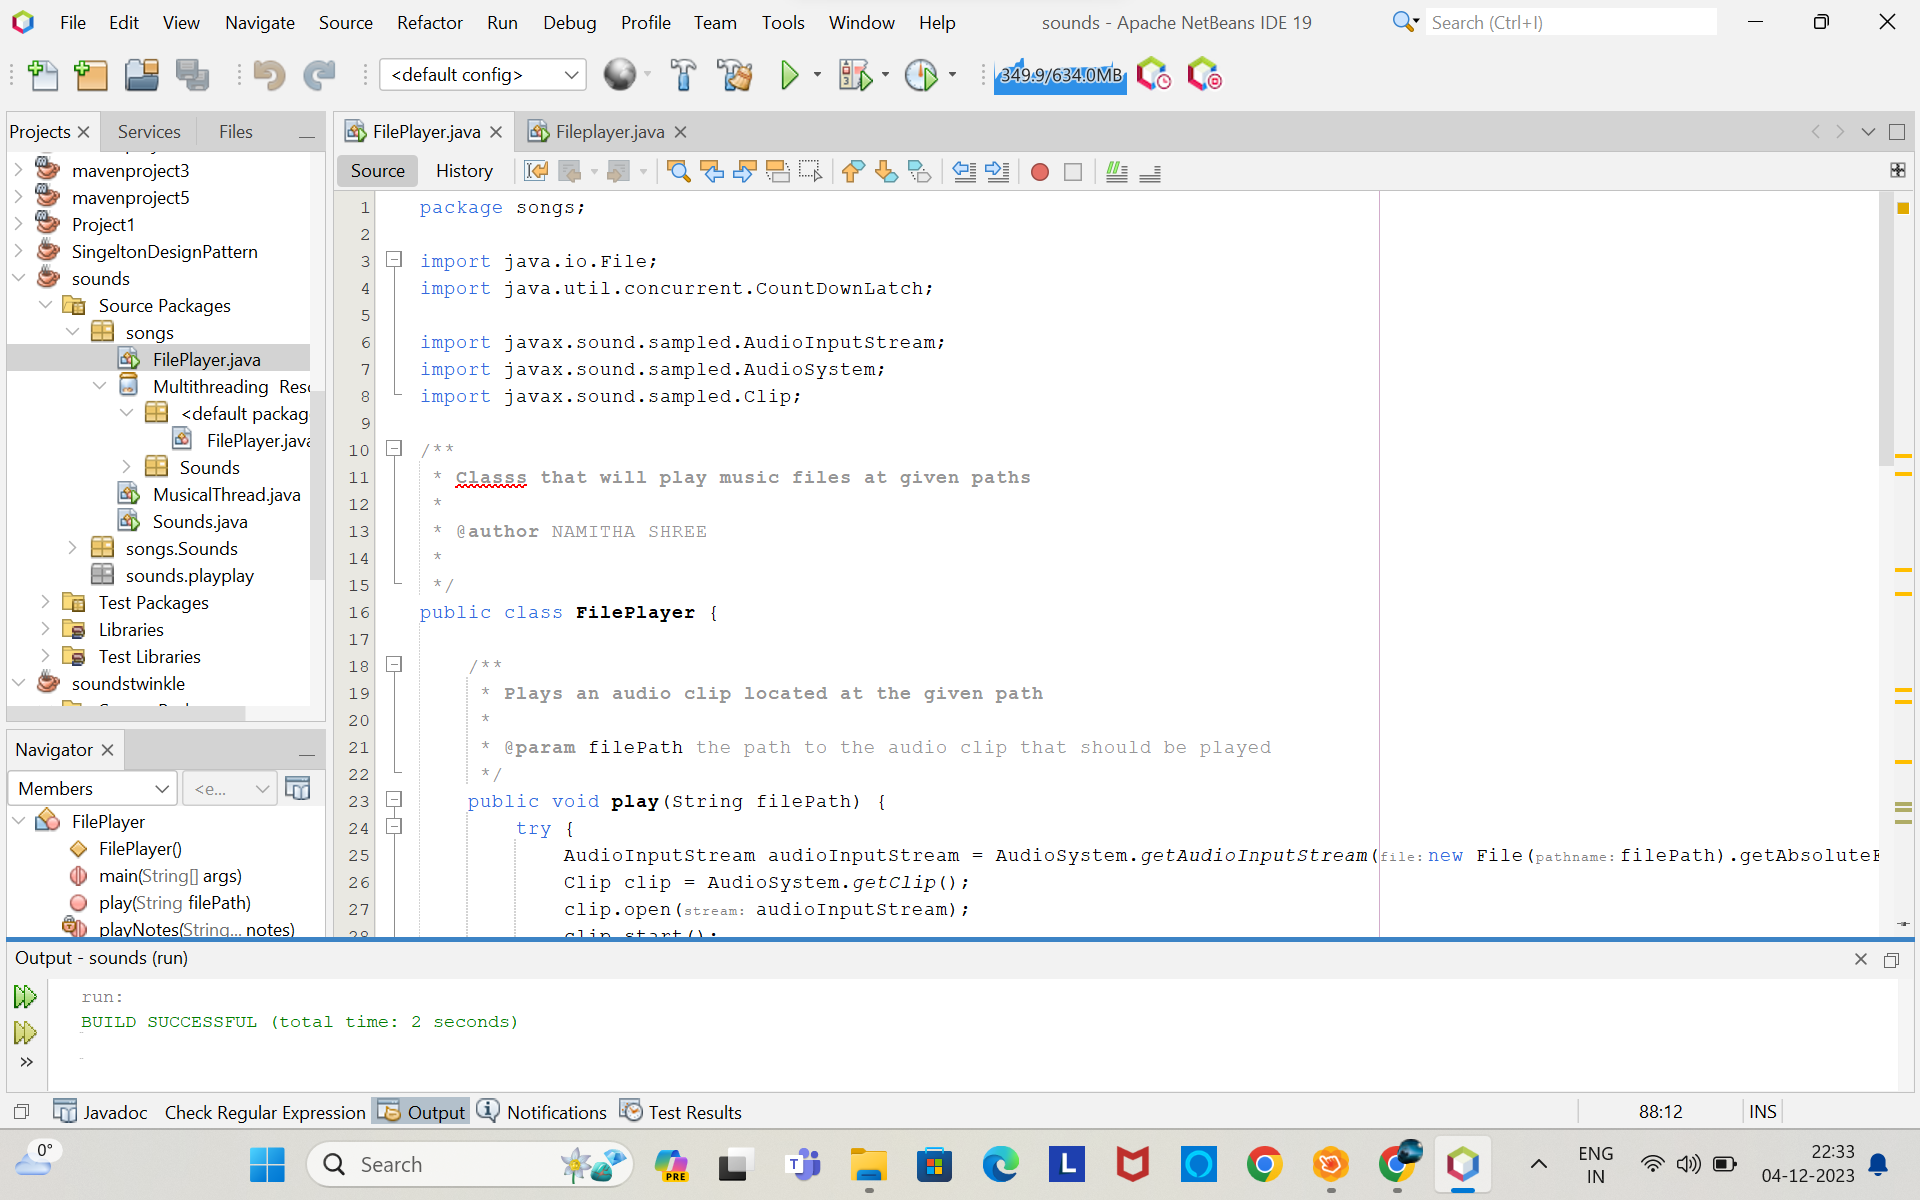 File Edit View Navigate Source Refactor Run Debug Profile Team Tools Window Help sounds - Apache NetBeans IDE 19 Search (Ctrl+I)
<default config> 349.9/634.0MB
Projects Services Files FilePlayer.java Fileplayer.java
Source History
mavenproject3
mavenproject5
Project1
SingeltonDesignPattern
sounds
Source Packages
songs
FilePlayer.java
Multithreading
<default packag
FilePlayer.java
Sounds
MusicalThread.java
Sounds.java
songs.Sounds
sounds.playplay
Test Packages
Libraries
Test Libraries
soundstwinkle
Navigator
Members <e...
FilePlayer
FilePlayer()
main(String[] args)
play(String filePath)
playNotes(String... notes)
1 package songs;
2
3 import java.io.File;
4 import java.util.concurrent.CountDownLatch;
5
6 import javax.sound.sampled.AudioInputStream;
7 import javax.sound.sampled.AudioSystem;
8 import javax.sound.sampled.Clip;
9
10 /**
11 * Classs that will play music files at given paths
12 *
13 * @author NAMITHA SHREE
14 *
15 */
16 public class FilePlayer {
17
18 /**
19 * Plays an audio clip located at the given path
20 *
21 * @param filePath the path to the audio clip that should be played
22 */
23 public void play(String filePath) {
24 try {
25 AudioInputStream audioInputStream = AudioSystem.getAudioInputStream(file: new File(pathname: filePath).getAbsolute
26 Clip clip = AudioSystem.getClip();
27 clip.open(stream: audioInputStream);
28 clip.start();
Output - sounds (run)
run:
BUILD SUCCESSFUL (total time: 2 seconds)
Javadoc Check Regular Expression Output Notifications Test Results 88:12 INS
0° Search PRE ENG IN 22:33 04-12-2023